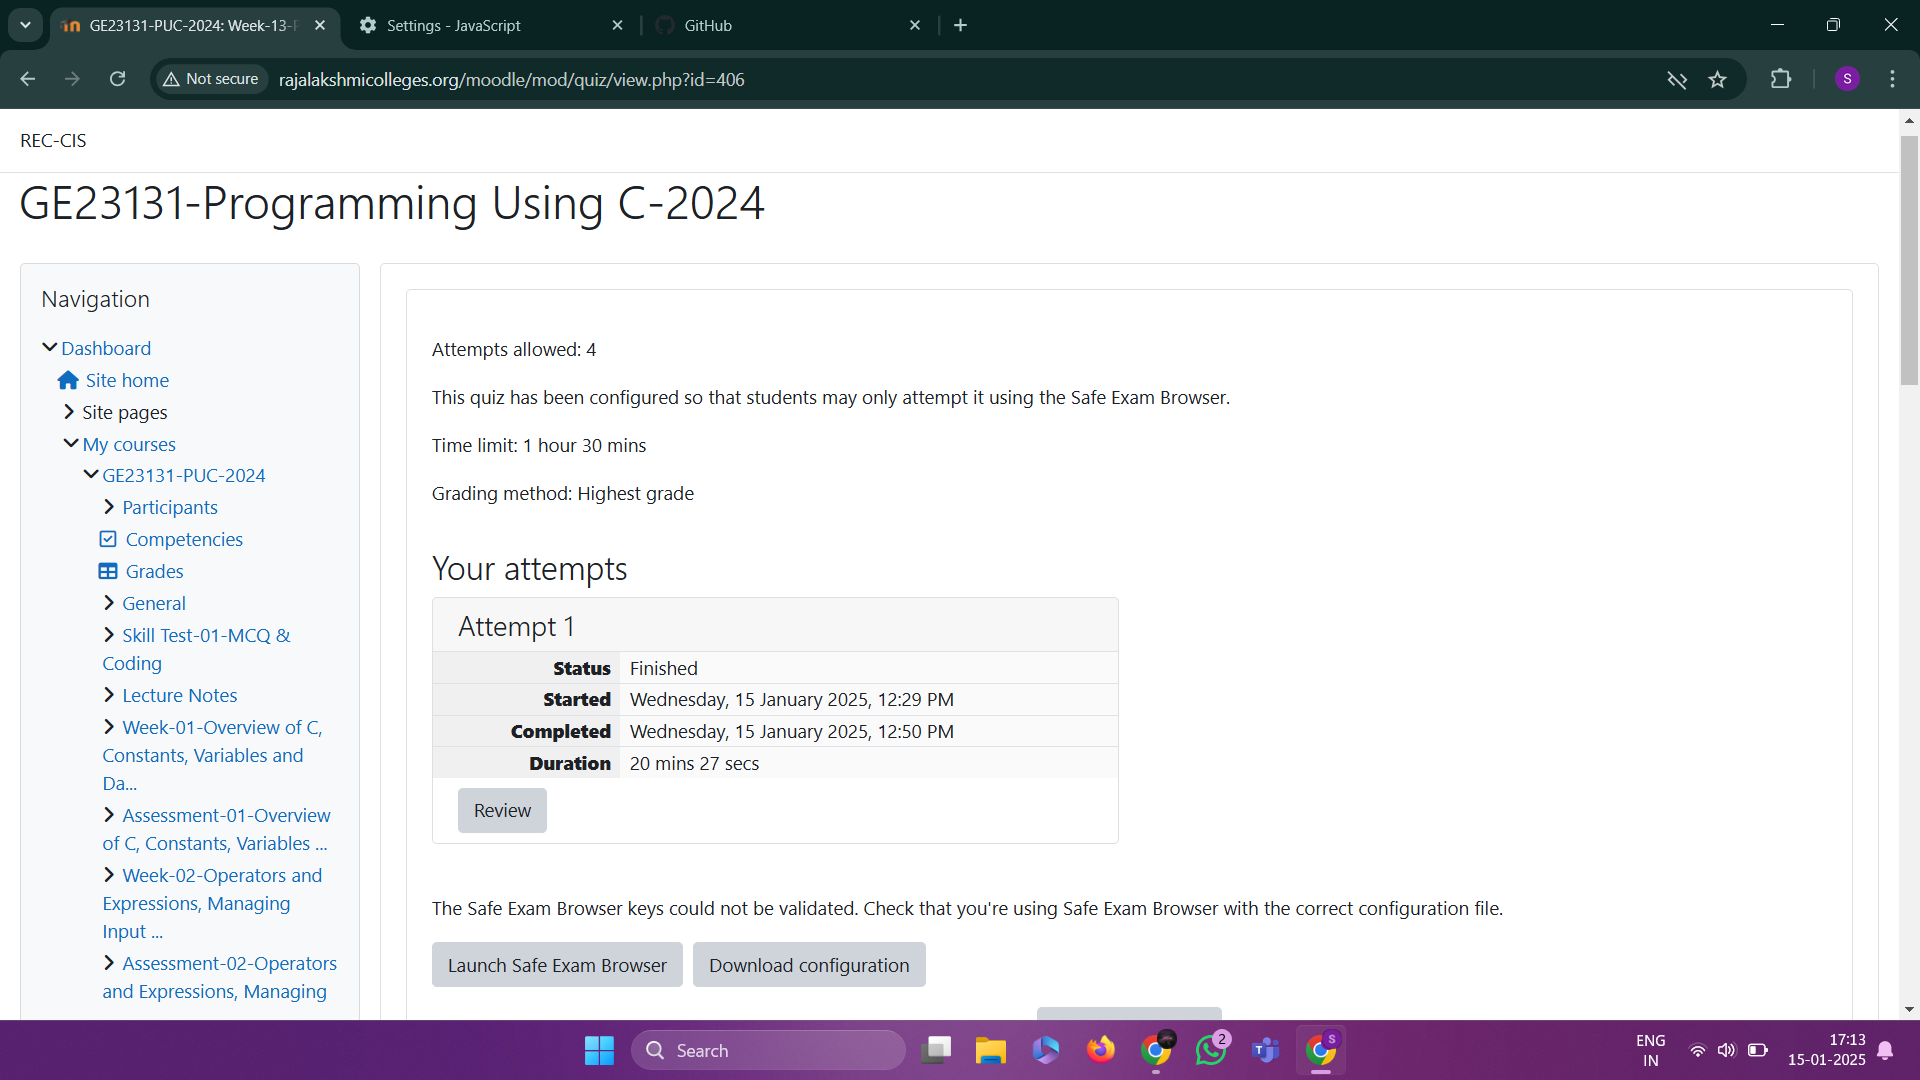 GE23131-PUC-2024: Week-13-F
Settings - JavaScript
GitHub
Not secure
rajalakshmicolleges.org/moodle/mod/quiz/view.php?id=406
S
REC-CIS
GE23131-Programming Using C-2024
Navigation
Dashboard
Site home
Site pages
My courses
GE23131-PUC-2024
Participants
Competencies
Grades
General
Skill Test-01-MCQ &
Coding
Lecture Notes
Week-01-Overview of C,
Constants, Variables and
Da...
Assessment-01-Overview
of C, Constants, Variables ...
Week-02-Operators and
Expressions, Managing
Input ...
Assessment-02-Operators
and Expressions, Managing
Attempts allowed: 4
This quiz has been configured so that students may only attempt it using the Safe Exam Browser.
Time limit: 1 hour 30 mins
Grading method: Highest grade
Your attempts
Attempt 1
Status Finished
Started Wednesday, 15 January 2025, 12:29 PM
Completed Wednesday, 15 January 2025, 12:50 PM
Duration 20 mins 27 secs
Review
The Safe Exam Browser keys could not be validated. Check that you're using Safe Exam Browser with the correct configuration file.
Launch Safe Exam Browser
Download configuration
Search
2
T
S
ENG
IN
17:13
15-01-2025